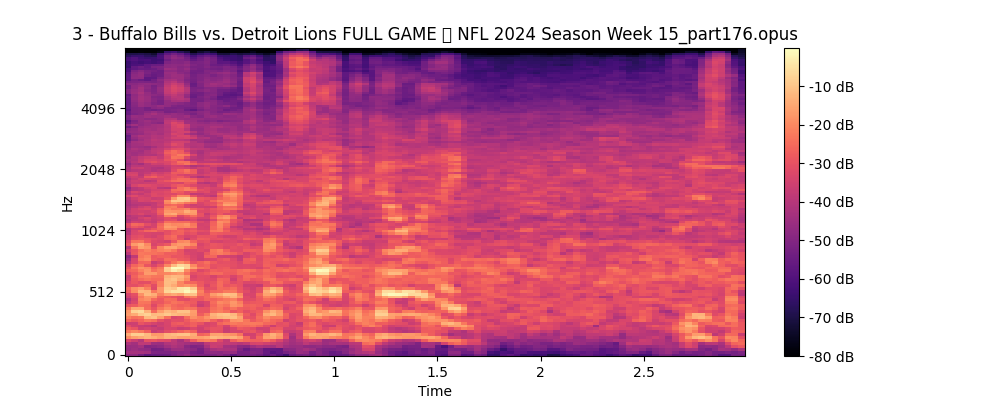 3 - Buffalo Bills vs. Detroit Lions FULL GAME ▯ NFL 2024 Season Week 15_part176.opus
Hz
4096
2048
1024
512
0
0
0.5
1
1.5
2
2.5
Time
-10 dB
-20 dB
-30 dB
-40 dB
-50 dB
-60 dB
-70 dB
-80 dB